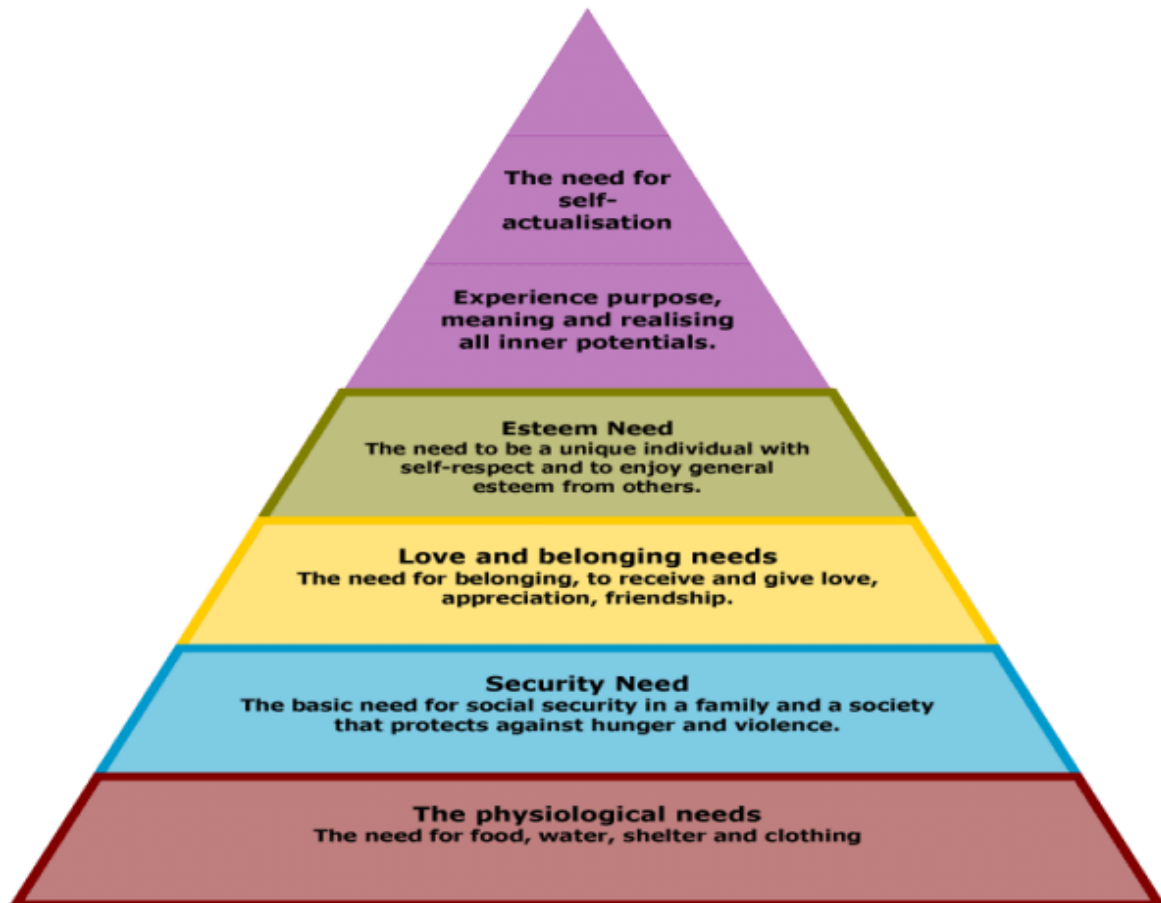 The need for
self-
actualisation
Experience purpose,
meaning and realising
all inner potentials.
Esteem Need
The need to be a unique individual with
self-respect and to enjoy general
esteem from others.
Love and belonging needs
The need for belonging, to receive and give love,
appreciation, friendship.
Security Need
The basic need for social security in a family and a society
that protects against hunger and violence.
The physiological needs
The need for food, water, shelter and clothing